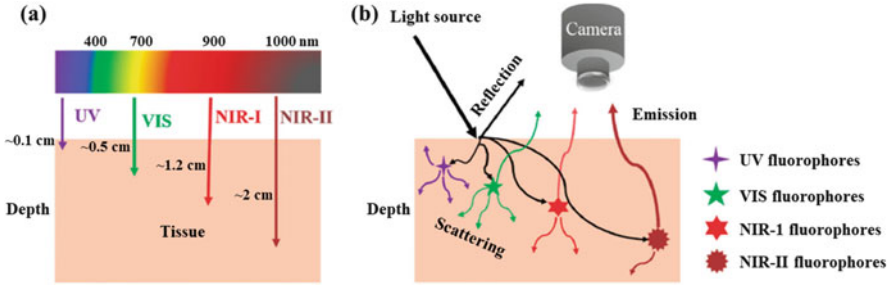 (a)
400 700 900 1000 nm
UV VIS NIR-I NIR-II
~0.1 cm
~0.5 cm
~1.2 cm
~2 cm
Depth
Tissue
(b)
Light source
Camera
Reflection
Emission
Depth
Scattering
UV fluorophores
VIS fluorophores
NIR-1 fluorophores
NIR-II fluorophores